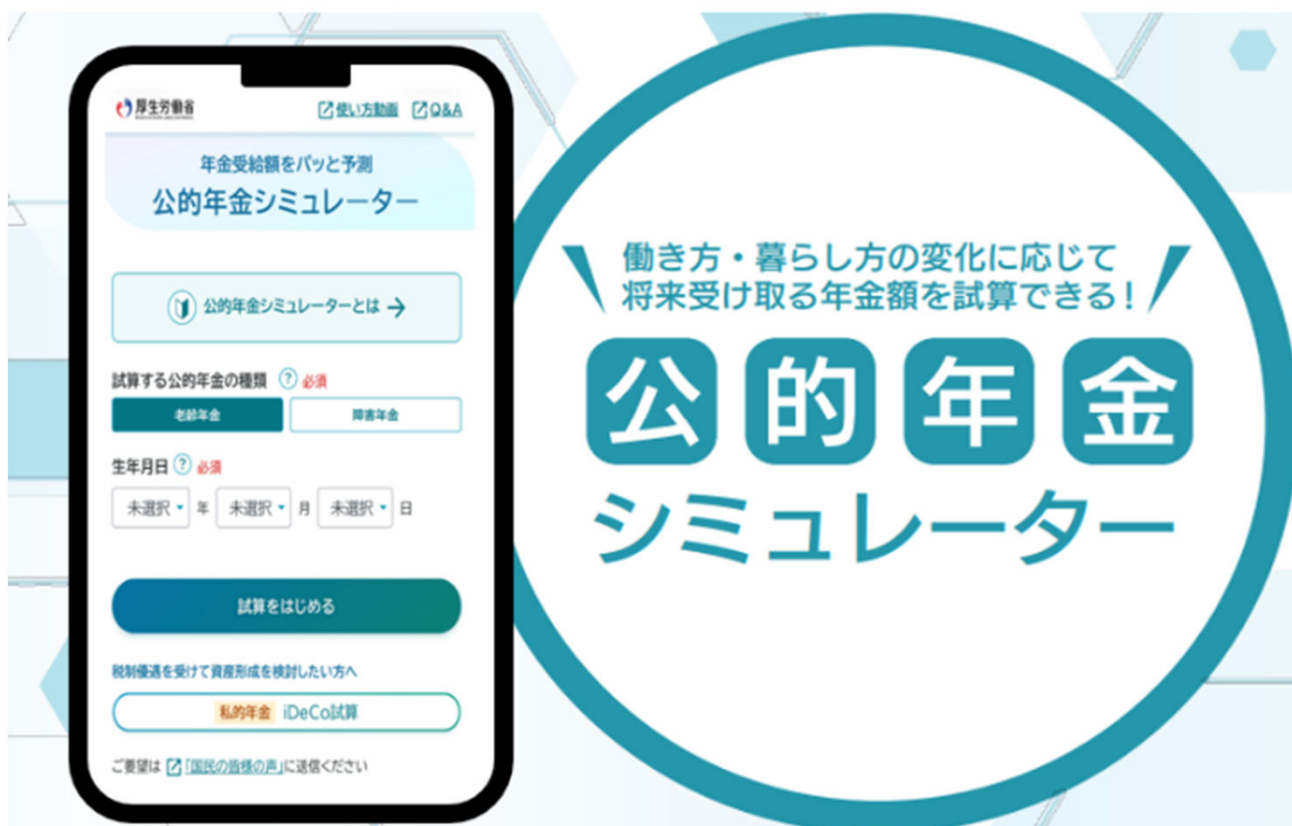 厚生労働省
使い方動画 Q&A
年金受給額をパッと予測
公的年金シミュレーター
公的年金シミュレーターとは →
試算する公的年金の種類 ? 必須
老齢年金 障害年金
生年月日 ? 必須
未選択 年 未選択 月 未選択 日
試算をはじめる
税制優遇を受けて資産形成を検討したい方へ
私的年金 iDeCo試算
ご要望は「国民の皆様の声」に送信ください
働き方・暮らし方の変化に応じて
将来受け取る年金額を試算できる!
公的年金
シミュレーター